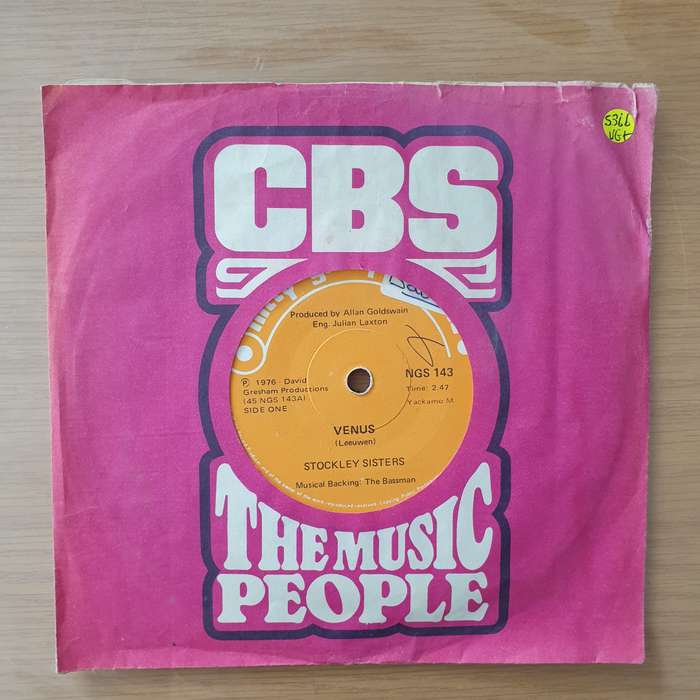 CBS
536b
VG+
Produced by Allan Goldswain
Eng. Julian Laxton
℗ 1976 · David
Gresham Productions
(45 NGS 143A)
SIDE ONE
NGS 143
Time: 2.47
Yackamo M.
VENUS
(Leeuwen)
STOCKLEY SISTERS
Musical Backing: The Bassman
THE MUSIC
PEOPLE